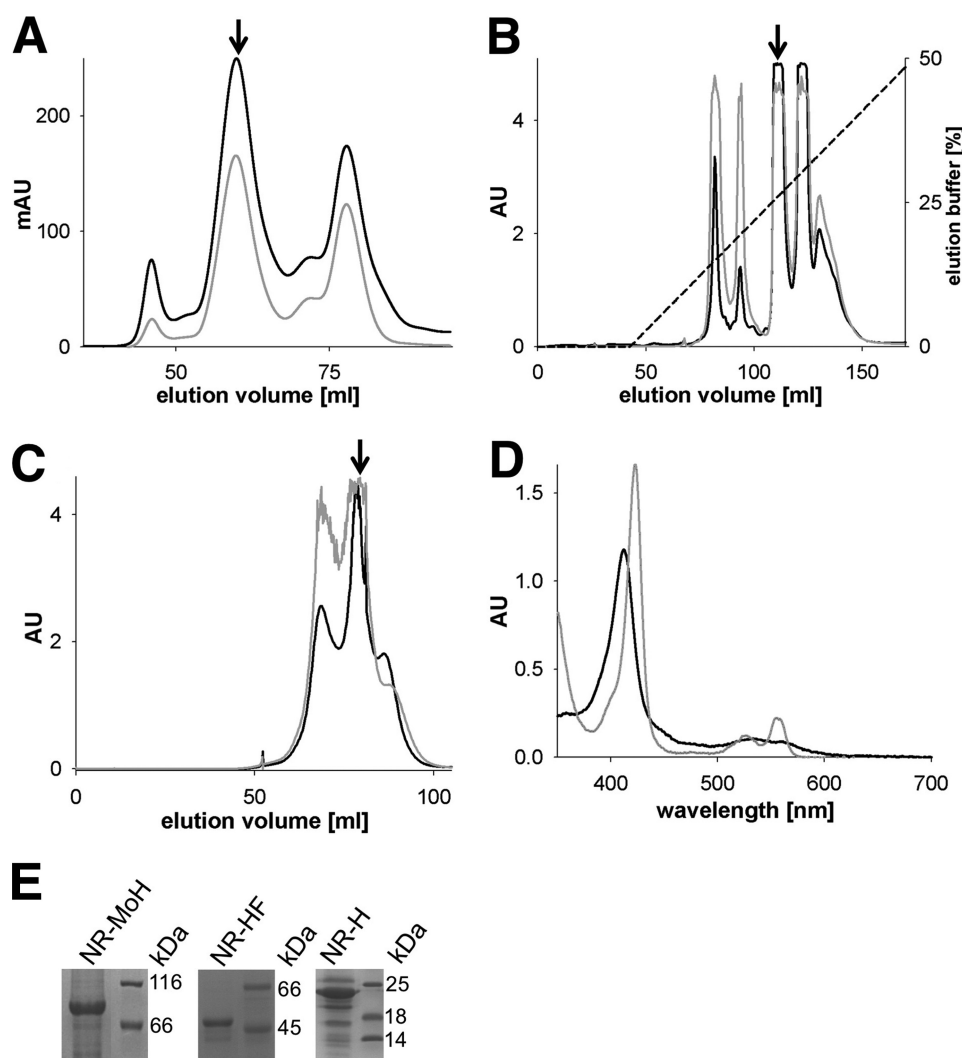 A
mAU
200
100
0
50
75
elution volume [ml]
B
AU
4
2
0
0
50
100
150
elution volume [ml]
50
25
0
elution buffer [%]
C
AU
4
2
0
0
50
100
elution volume [ml]
D
AU
1.5
1.0
0.5
0.0
400
500
600
700
wavelength [nm]
E
NR-MoH
kDa
116
66
NR-HF
kDa
66
45
NR-H
kDa
25
18
14